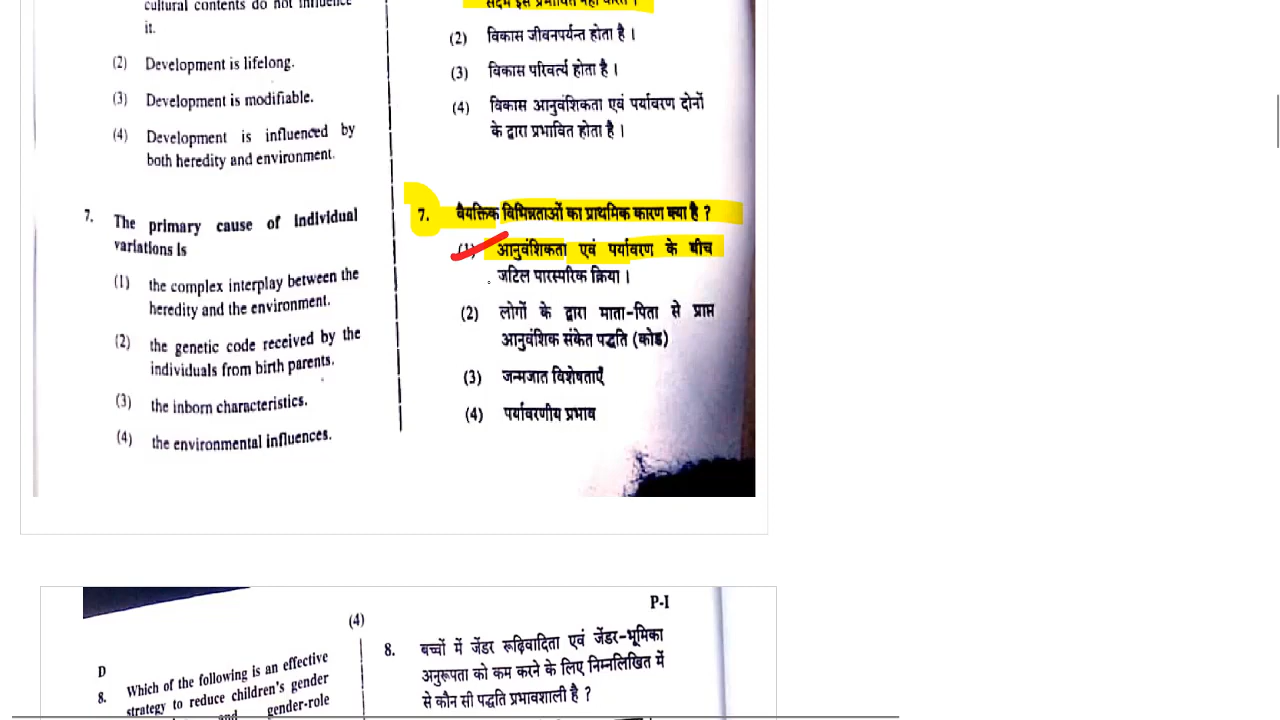 cultural contents do not influence
it.
(2) Development is lifelong.
(3) Development is modifiable.
(4) Development is influenced by
both heredity and environment.
7. The primary cause of individual
variations is
(1) the complex interplay between the
heredity and the environment.
(2) the genetic code received by the
individuals from birth parents.
(3) the inborn characteristics.
(4) the environmental influences.
(2) विकास जीवनपर्यन्त होता है ।
(3) विकास परिवर्त्य होता है ।
(4) विकास आनुवंशिकता एवं पर्यावरण दोनों
के द्वारा प्रभावित होता है ।
7. वैयक्तिक विभिन्नताओं का प्राथमिक कारण क्या है ?
(1) आनुवंशिकता एवं पर्यावरण के बीच
जटिल पारस्परिक क्रिया ।
(2) लोगों के द्वारा माता-पिता से प्राप्त
आनुवंशिक संकेत पद्धति (कोड)
(3) जन्मजात विशेषताएँ
(4) पर्यावरणीय प्रभाव
P-I
(4)
D
8. Which of the following is an effective
strategy to reduce children's gender
and gender-role
8. बच्चों में जेंडर रूढ़िवादिता एवं जेंडर-भूमिका
अनुरूपता को कम करने के लिए निम्नलिखित में
से कौन सी पद्धति प्रभावशाली है ?